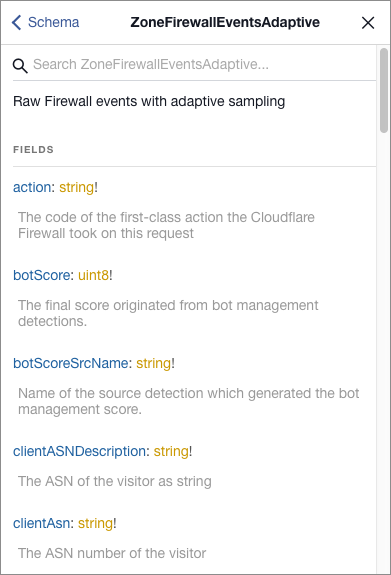 Schema
ZoneFirewallEventsAdaptive
Search ZoneFirewallEventsAdaptive...
Raw Firewall events with adaptive sampling
FIELDS
action: string!
The code of the first-class action the Cloudflare
Firewall took on this request
botScore: uint8!
The final score originated from bot management
detections.
botScoreSrcName: string!
Name of the source detection which generated the bot
management score.
clientASNDescription: string!
The ASN of the visitor as string
clientAsn: string!
The ASN number of the visitor